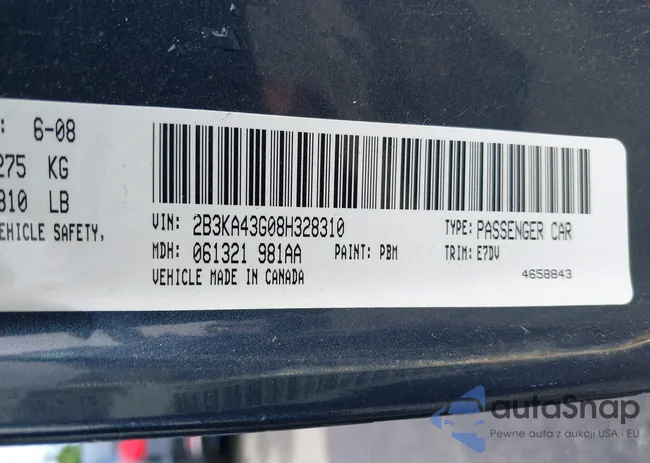 : 6-08
275 KG
310 LB
EHICLE SAFETY,
VIN: 2B3KA43G08H328310
TYPE: PASSENGER CAR
MDH: 061321 981AA
PAINT: PBM
TRIM: E7DV
VEHICLE MADE IN CANADA
4658843
autoSnap
Pewne auta z aukcji USA i EU